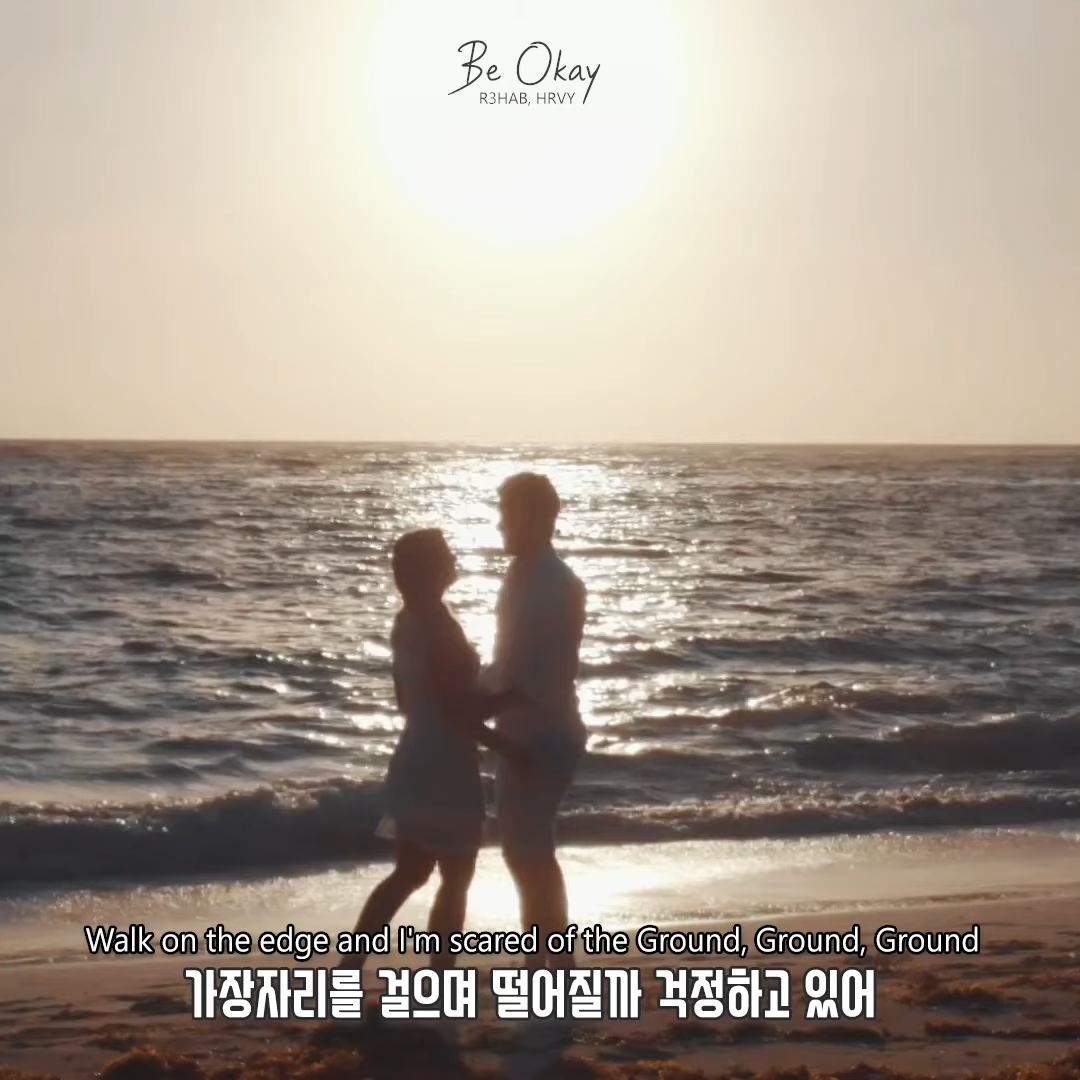 Be Okay
R3HAB, HRVY
Walk on the edge and I'm scared of the Ground, Ground, Ground
가장자리를 걸으며 떨어질까 걱정하고 있어